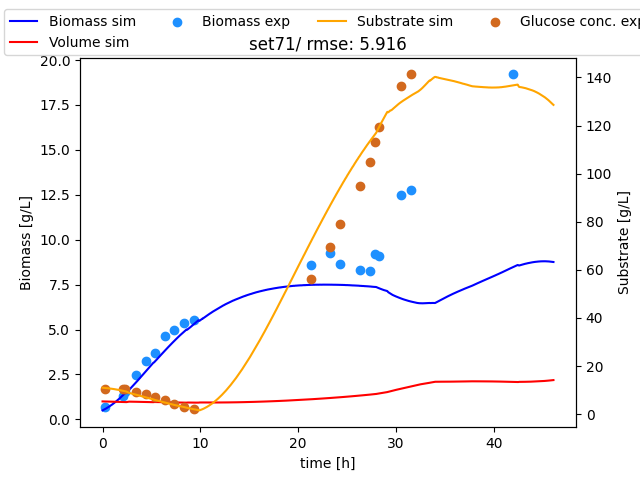 Biomass sim Biomass exp Substrate sim Glucose conc. exp
Volume sim
set71/ rmse: 5.916
20.0
17.5
15.0
12.5
10.0
7.5
5.0
2.5
0.0
Biomass [g/L]
140
120
100
80
60
40
20
0
Substrate [g/L]
0 10 20 30 40
time [h]